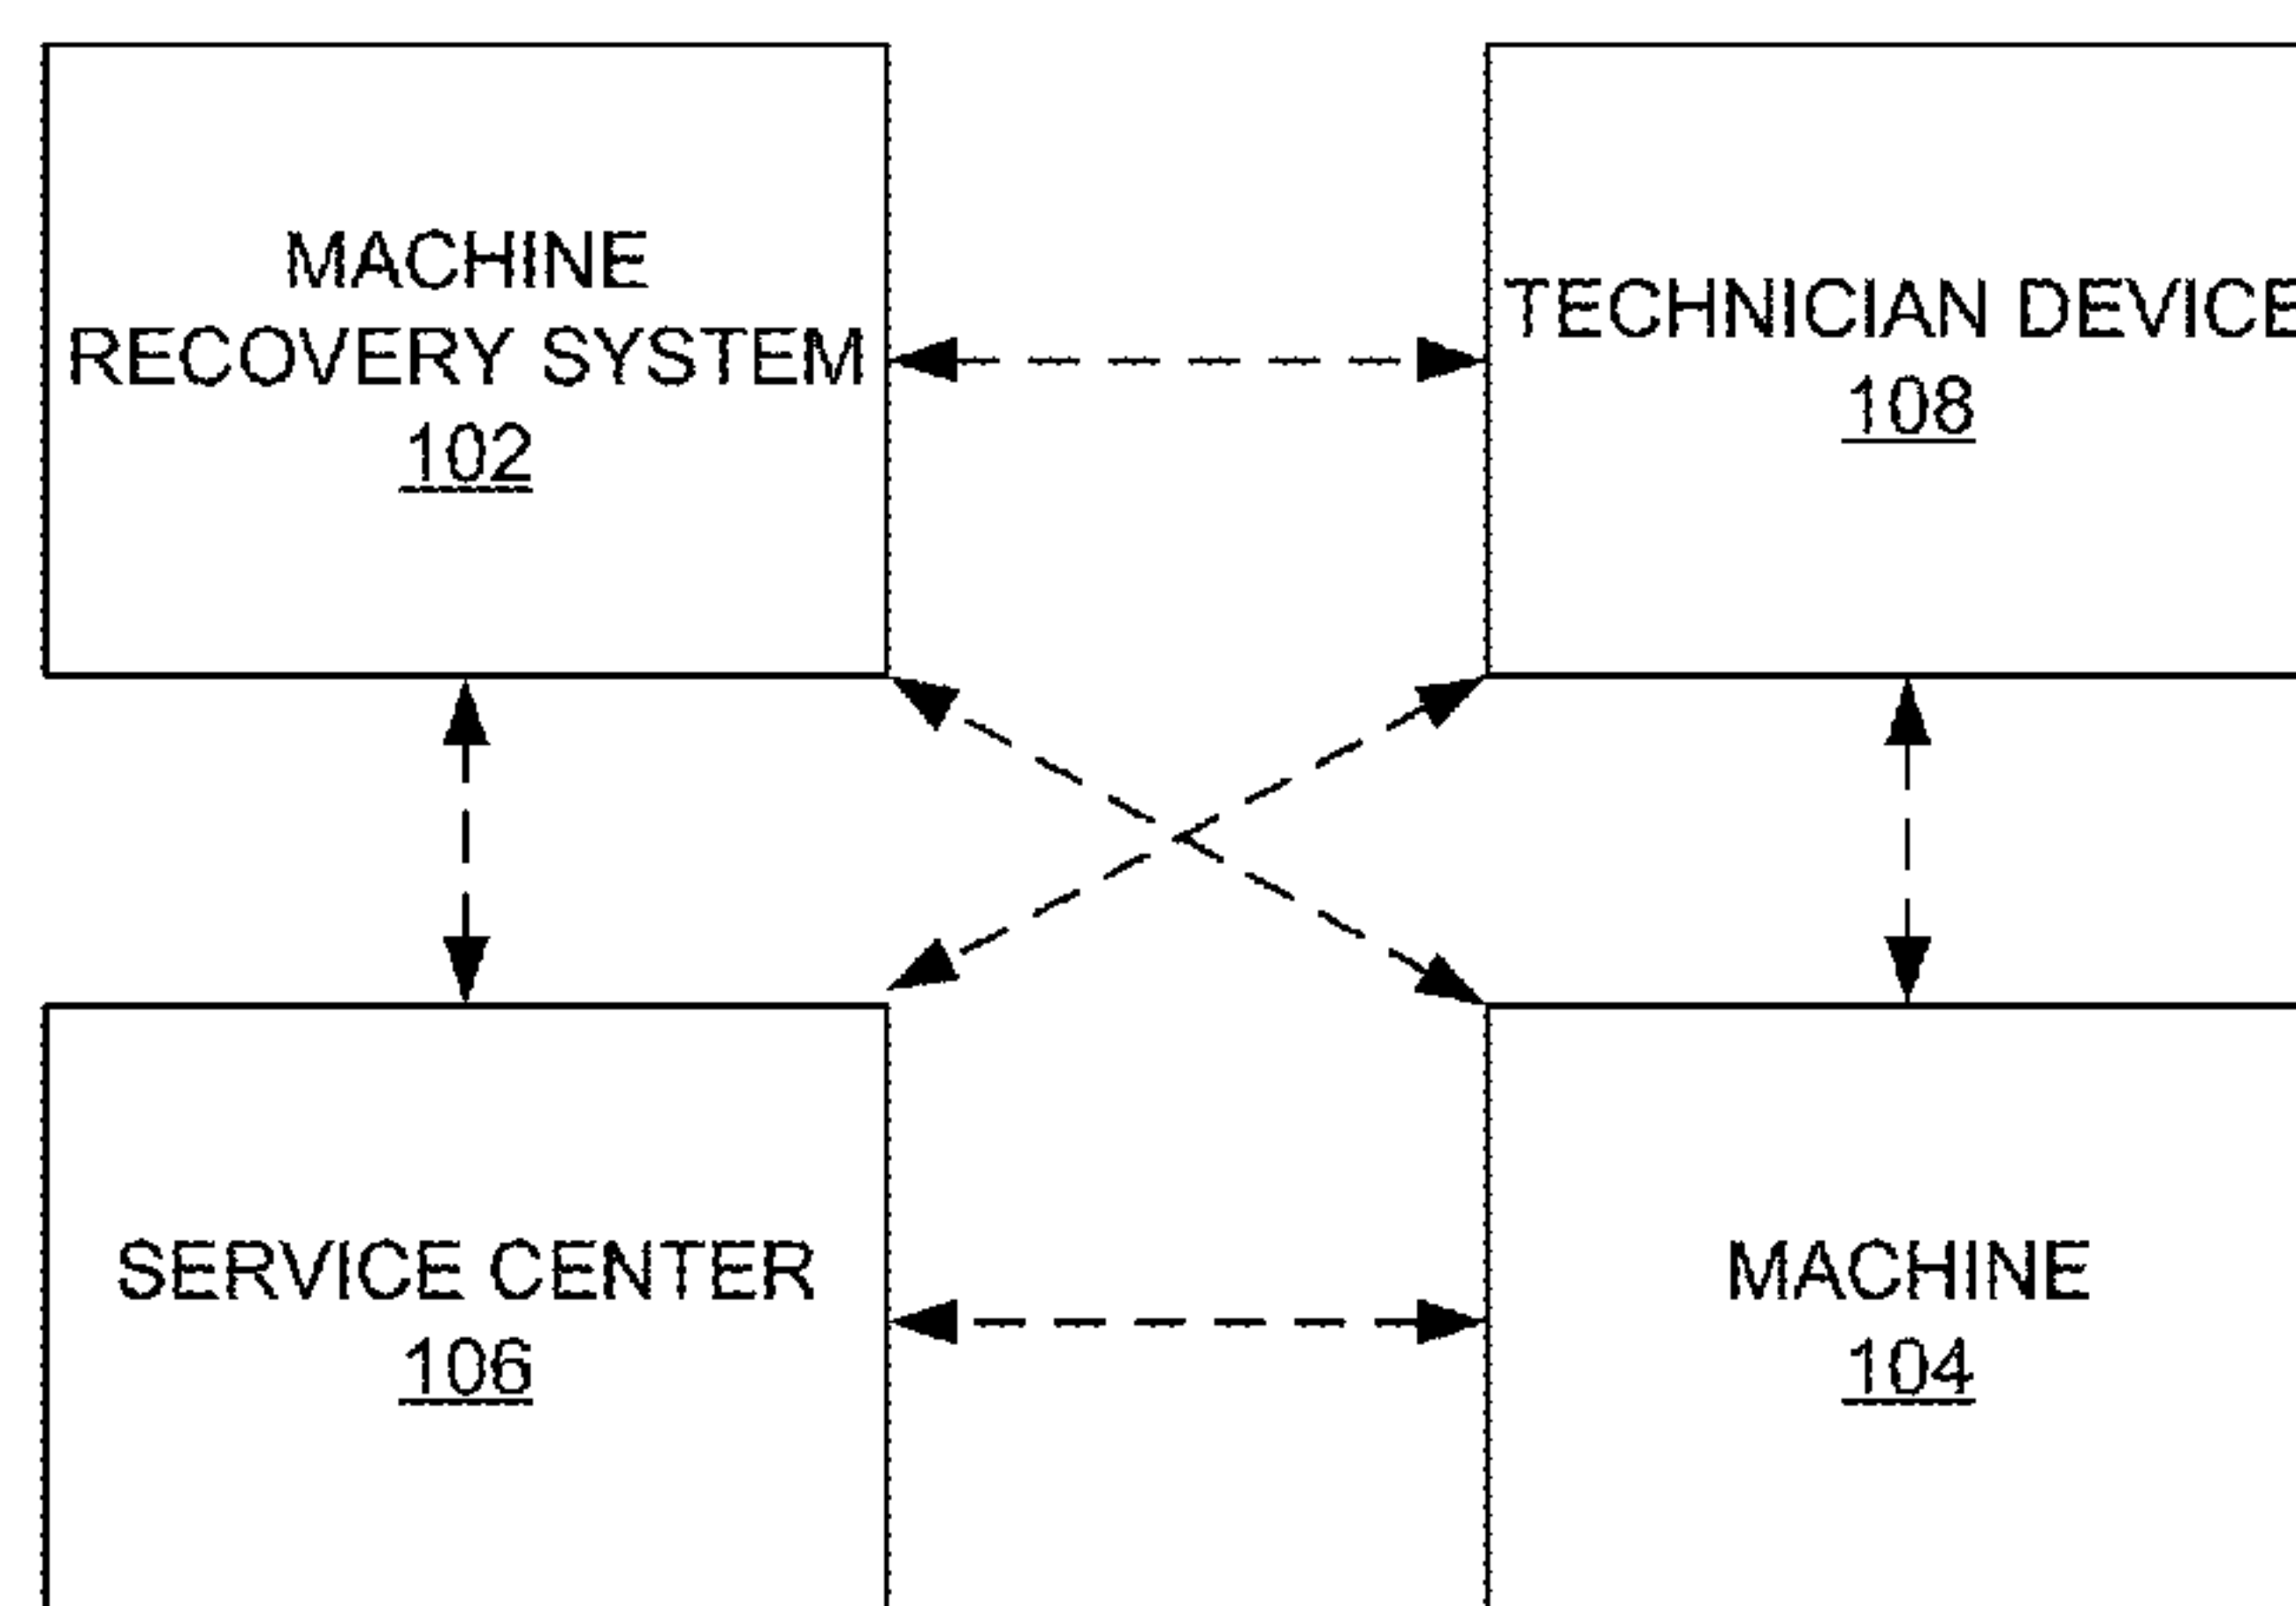 MACHINE
RECOVERY SYSTEM
102
TECHNICIAN DEVICE
108
SERVICE CENTER
106
MACHINE
104